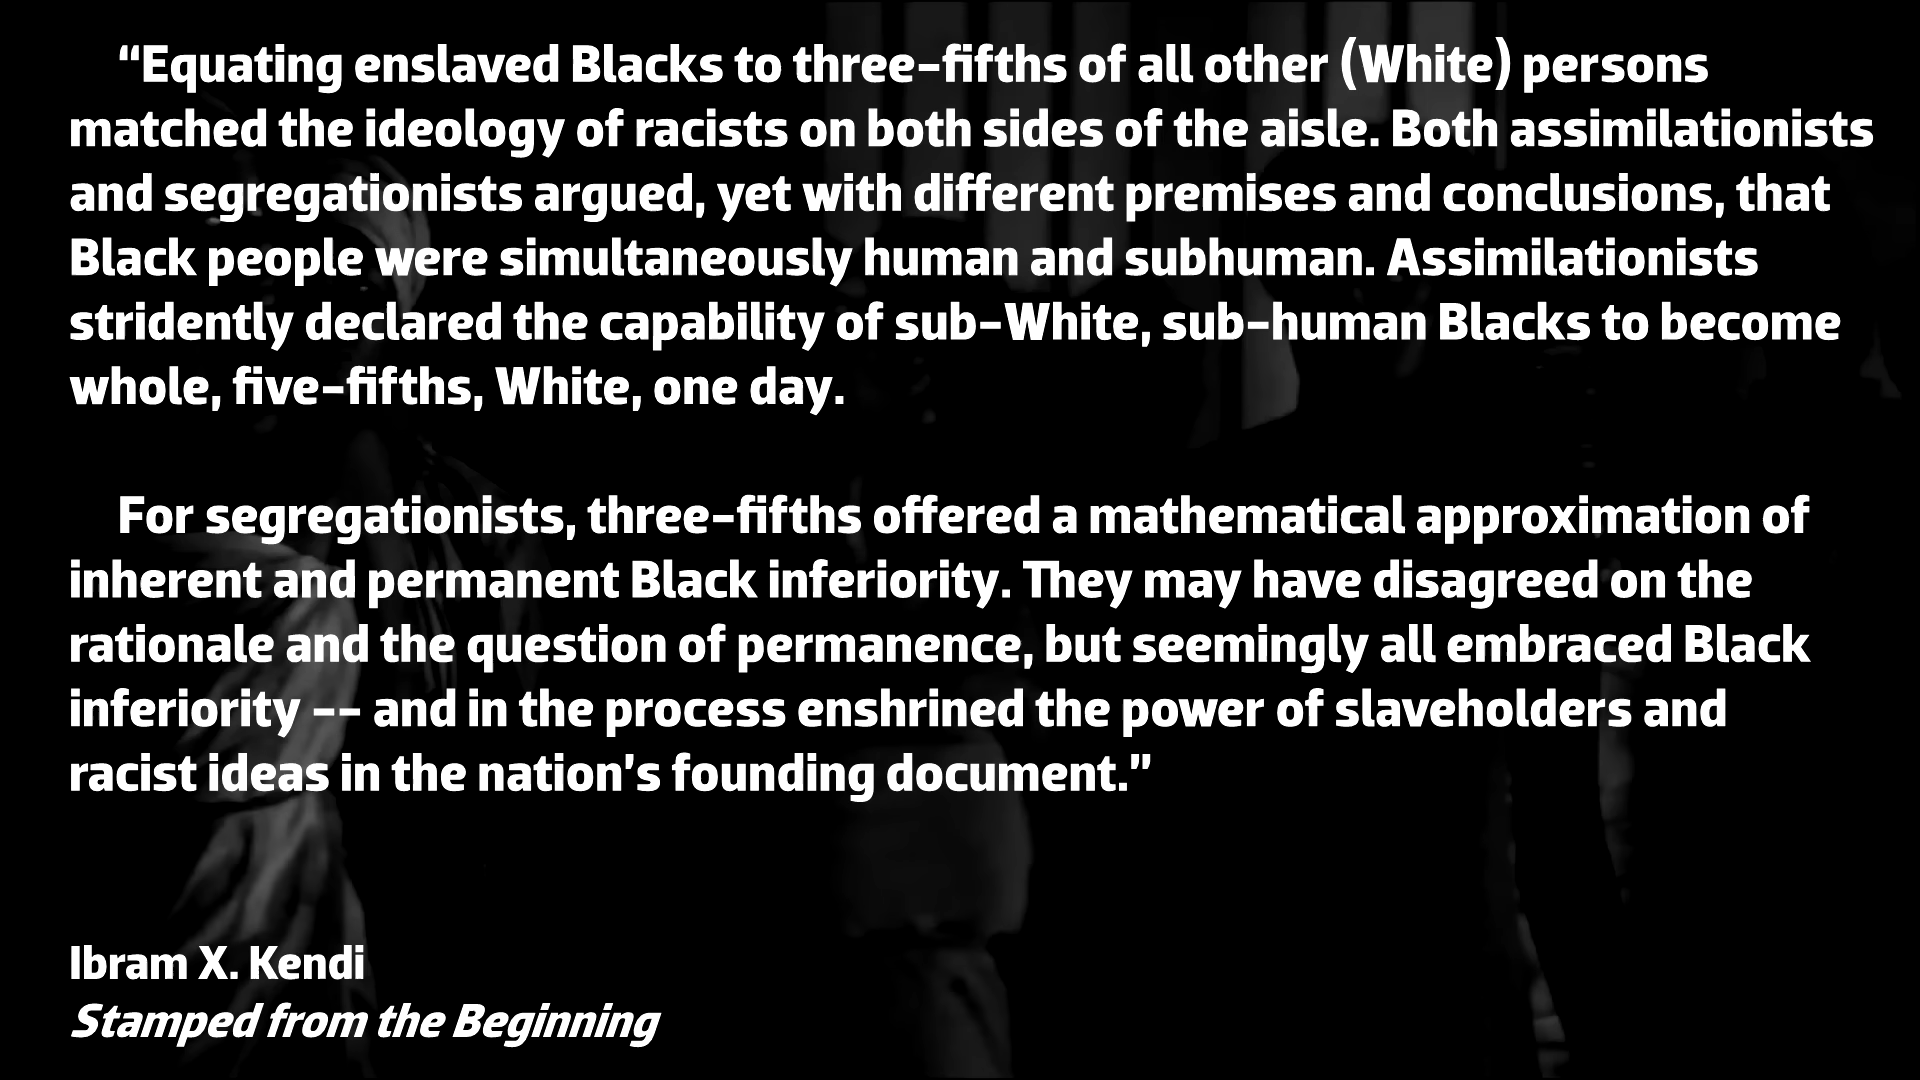 “Equating enslaved Blacks to three-fifths of all other (White) persons
matched the ideology of racists on both sides of the aisle. Both assimilationists
and segregationists argued, yet with different premises and conclusions, that
Black people were simultaneously human and subhuman. Assimilationists
stridently declared the capability of sub-White, sub-human Blacks to become
whole, five-fifths, White, one day.
For segregationists, three-fifths offered a mathematical approximation of
inherent and permanent Black inferiority. They may have disagreed on the
rationale and the question of permanence, but seemingly all embraced Black
inferiority -- and in the process enshrined the power of slaveholders and
racist ideas in the nation’s founding document.”
Ibram X. Kendi
Stamped from the Beginning